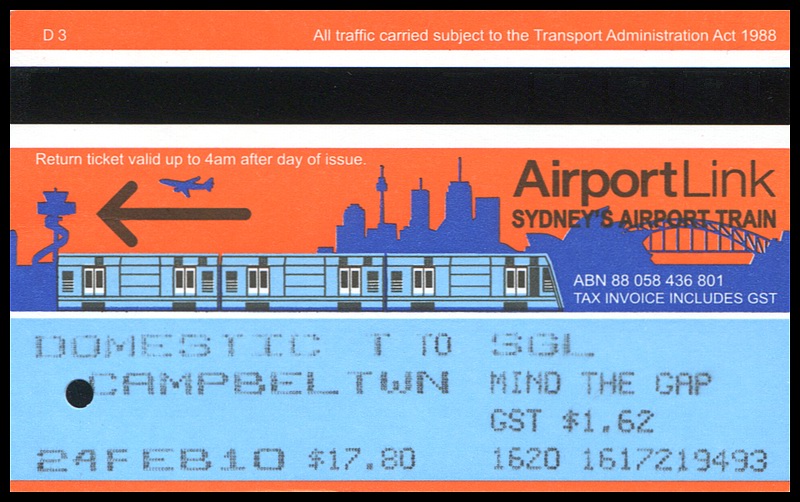 D 3 All traffic carried subject to the Transport Administration Act 1988
Return ticket valid up to 4am after day of issue.
AirportLink
SYDNEY'S AIRPORT TRAIN
ABN 88 058 436 801
TAX INVOICE INCLUDES GST
DOMESTIC T TO SGL
CAMPBELTWN MIND THE GAP
GST $1.62
24FEB10 $17.80 1620 1617219493